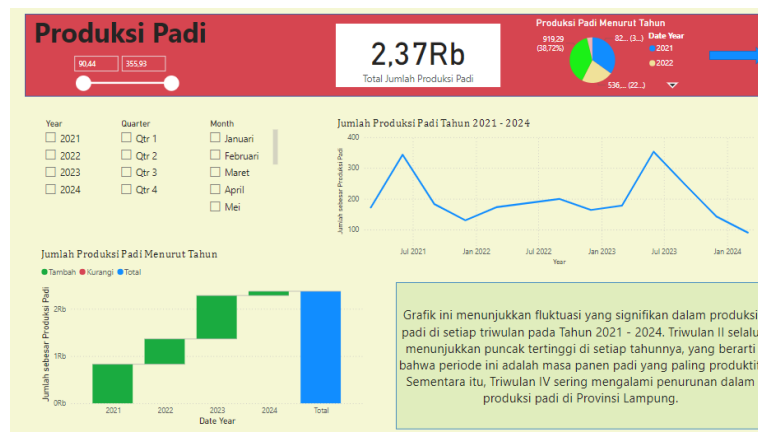 Produksi Padi
90,44 355,93
2,37Rb
Total Jumlah Produksi Padi
Produksi Padi Menurut Tahun
919,29
(38,72%)
82... (3...)
536,... (22...)
Date Year
2021
2022
Year
2021
2022
2023
2024
Quarter
Qtr 1
Qtr 2
Qtr 3
Qtr 4
Month
Januari
Februari
Maret
April
Mei
Jumlah Produksi Padi Tahun 2021 - 2024
Jumlah sebesar Produksi Padi
400
300
200
100
Jul 2021 Jan 2022 Jul 2022 Jan 2023 Jul 2023 Jan 2024
Year
Jumlah Produksi Padi Menurut Tahun
Tambah Kurangi Total
Jumlah sebesar Produksi Padi
2Rb
1Rb
0Rb
2021 2022 2023 2024 Total
Date Year
Grafik ini menunjukkan fluktuasi yang signifikan dalam produksi
padi di setiap triwulan pada Tahun 2021 - 2024. Triwulan II selalu
menunjukkan puncak tertinggi di setiap tahunnya, yang berarti
bahwa periode ini adalah masa panen padi yang paling produktif.
Sementara itu, Triwulan IV sering mengalami penurunan dalam
produksi padi di Provinsi Lampung.